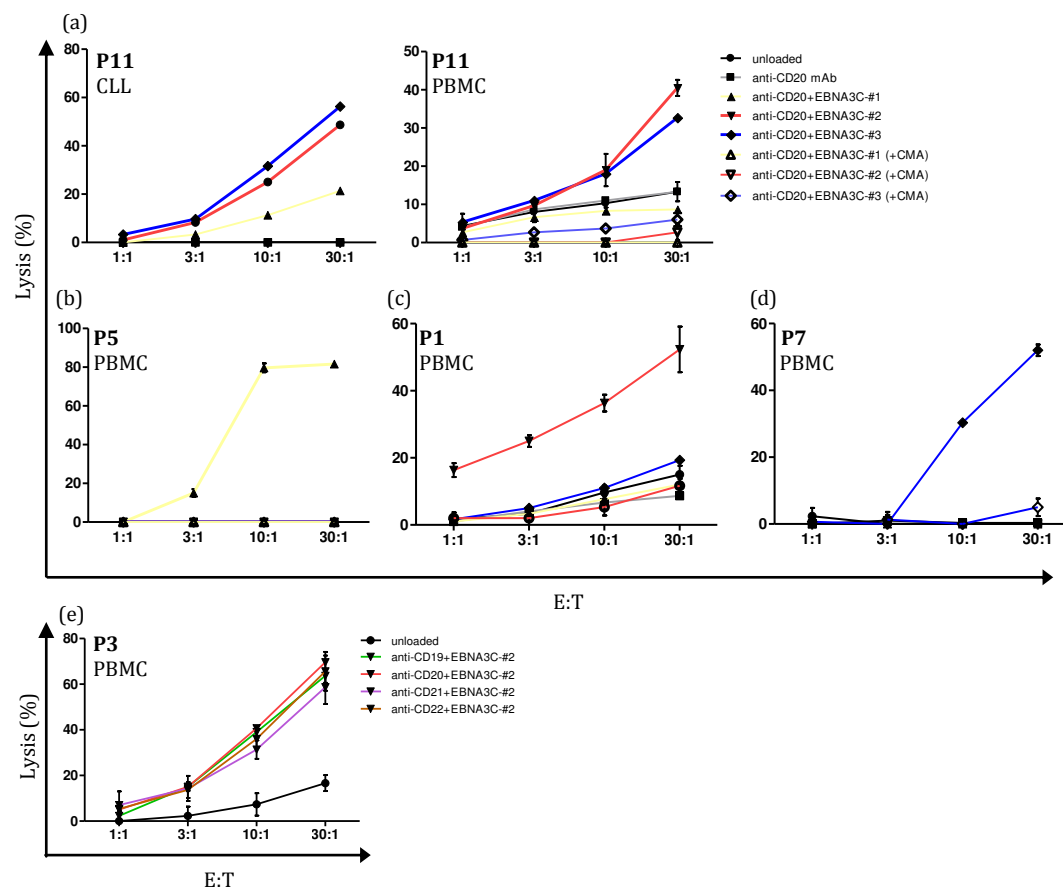 (a)
P11
CLL
80
60
40
20
0
1:1 3:1 10:1 30:1
P11
PBMC
50
40
30
20
10
0
1:1 3:1 10:1 30:1
unloaded
anti-CD20 mAb
anti-CD20+EBNA3C-#1
anti-CD20+EBNA3C-#2
anti-CD20+EBNA3C-#3
anti-CD20+EBNA3C-#1 (+CMA)
anti-CD20+EBNA3C-#2 (+CMA)
anti-CD20+EBNA3C-#3 (+CMA)
Lysis (%)
(b)
P5
PBMC
100
80
60
40
20
0
1:1 3:1 10:1 30:1
(c)
P1
PBMC
60
40
20
0
1:1 3:1 10:1 30:1
(d)
P7
PBMC
60
40
20
0
1:1 3:1 10:1 30:1
E:T
(e)
P3
PBMC
80
60
40
20
0
1:1 3:1 10:1 30:1
unloaded
anti-CD19+EBNA3C-#2
anti-CD20+EBNA3C-#2
anti-CD21+EBNA3C-#2
anti-CD22+EBNA3C-#2
Lysis (%)
E:T